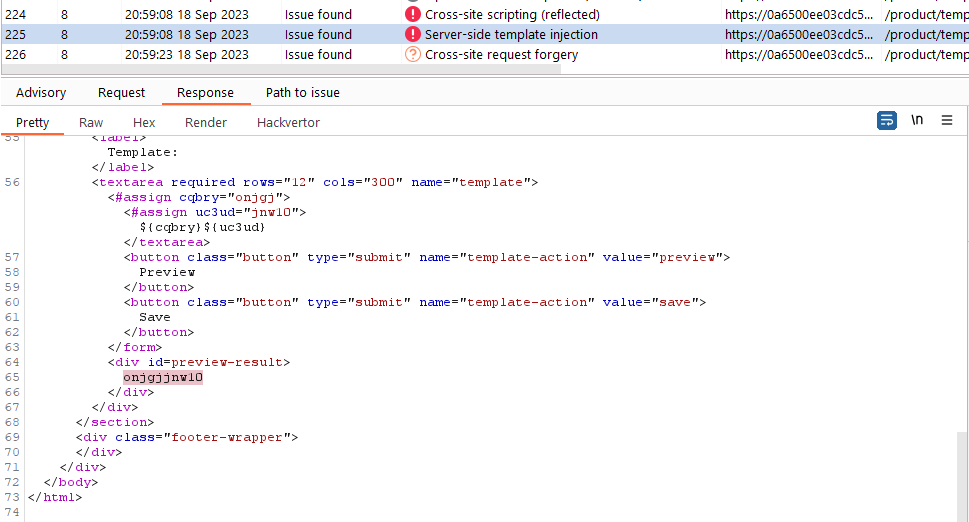 224 8 20:59:08 18 Sep 2023 Issue found Cross-site scripting (reflected) https://0a6500ee03cdc5... /product/temp
225 8 20:59:08 18 Sep 2023 Issue found Server-side template injection https://0a6500ee03cdc5... /product/temp
226 8 20:59:23 18 Sep 2023 Issue found Cross-site request forgery https://0a6500ee03cdc5... /product/temp
Advisory Request Response Path to issue
Pretty Raw Hex Render Hackvertor \n
55 <label>
Template:
</label>
56 <textarea required rows="12" cols="300" name="template">
<#assign cqbry="onjgj">
<#assign uc3ud="jnw10">
${cqbry}${uc3ud}
</textarea>
57 <button class="button" type="submit" name="template-action" value="preview">
58 Preview
59 </button>
60 <button class="button" type="submit" name="template-action" value="save">
61 Save
62 </button>
63 </form>
64 <div id=preview-result>
65 onjgjjnw10
66 </div>
67 </div>
68 </section>
69 <div class="footer-wrapper">
70 </div>
71 </div>
72 </body>
73 </html>
74